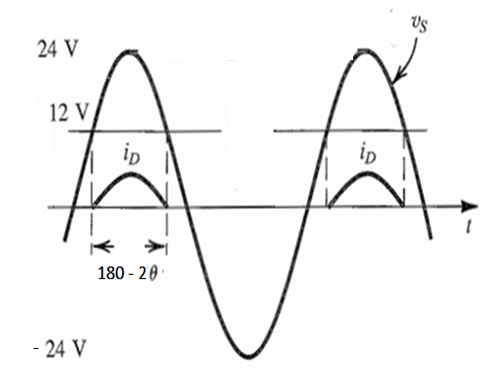 v_S
24 V
12 V
i_D
i_D
t
180 - 2θ
- 24 V